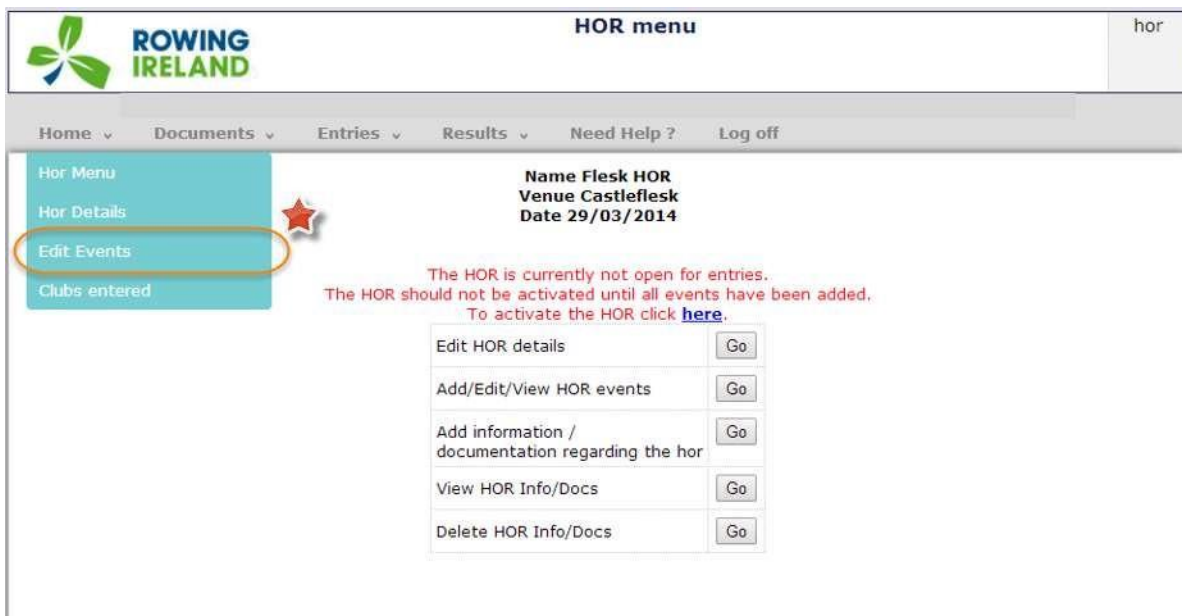 ROWING
IRELAND
HOR menu
hor
Home
Documents
Entries
Results
Need Help ?
Log off
Hor Menu
Hor Details
Edit Events
Clubs entered
Name Flesk HOR
Venue Castleflesk
Date 29/03/2014
The HOR is currently not open for entries.
The HOR should not be activated until all events have been added.
To activate the HOR click here.
Edit HOR details Go
Add/Edit/View HOR events Go
Add information / Go
documentation regarding the hor
View HOR Info/Docs Go
Delete HOR Info/Docs Go